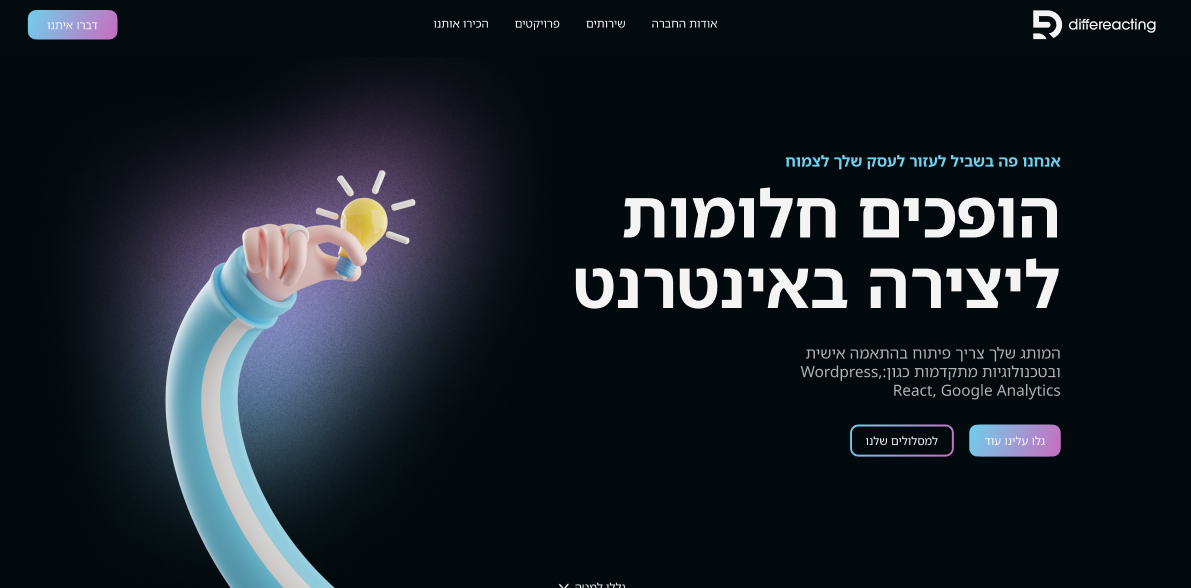 differeacting
אודות החברה
שירותים
פרויקטים
הכירו אותנו
דברו איתנו
אנחנו פה בשביל לעזור לעסק שלך לצמוח
הופכים חלומות
ליצירה באינטרנט
המותג שלך צריך פיתוח בהתאמה אישית
ובטכנולוגיות מתקדמות כגון:,Wordpress
React, Google Analytics
גלו עלינו עוד
למסלולים שלנו
גללו למטה